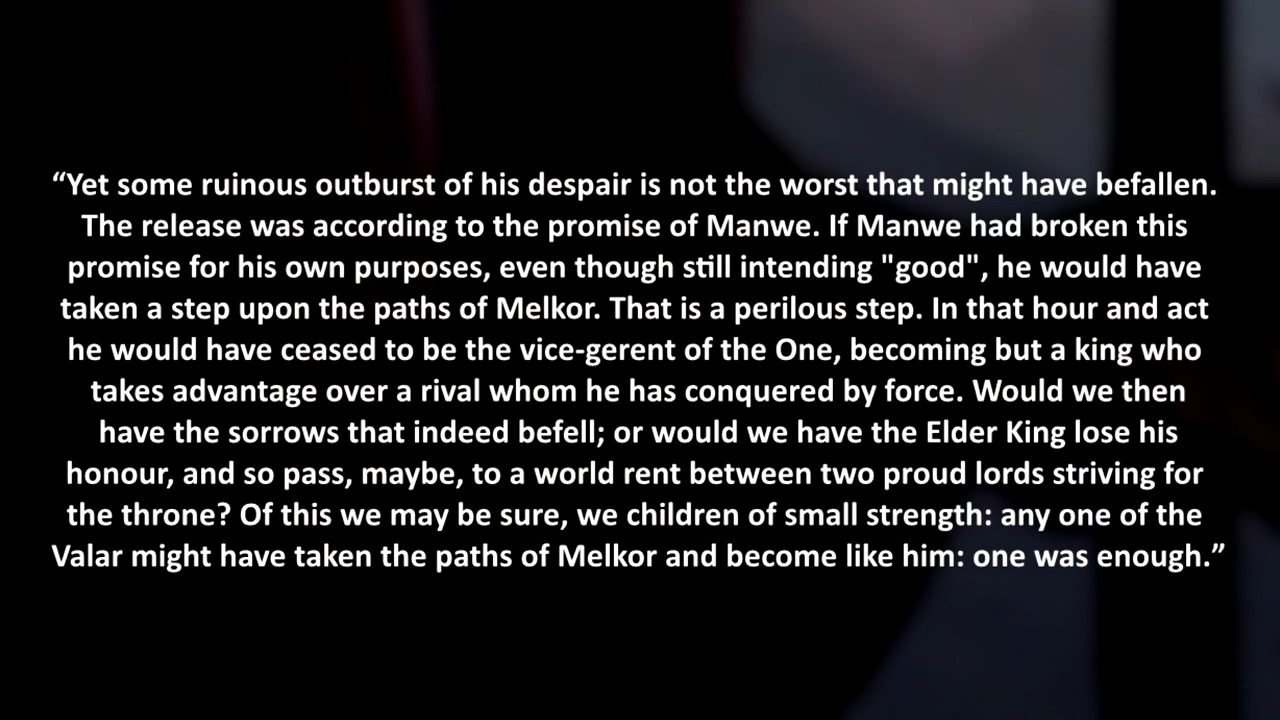 “Yet some ruinous outburst of his despair is not the worst that might have befallen.
The release was according to the promise of Manwe. If Manwe had broken this
promise for his own purposes, even though still intending "good", he would have
taken a step upon the paths of Melkor. That is a perilous step. In that hour and act
he would have ceased to be the vice-gerent of the One, becoming but a king who
takes advantage over a rival whom he has conquered by force. Would we then
have the sorrows that indeed befell; or would we have the Elder King lose his
honour, and so pass, maybe, to a world rent between two proud lords striving for
the throne? Of this we may be sure, we children of small strength: any one of the
Valar might have taken the paths of Melkor and become like him: one was enough.”